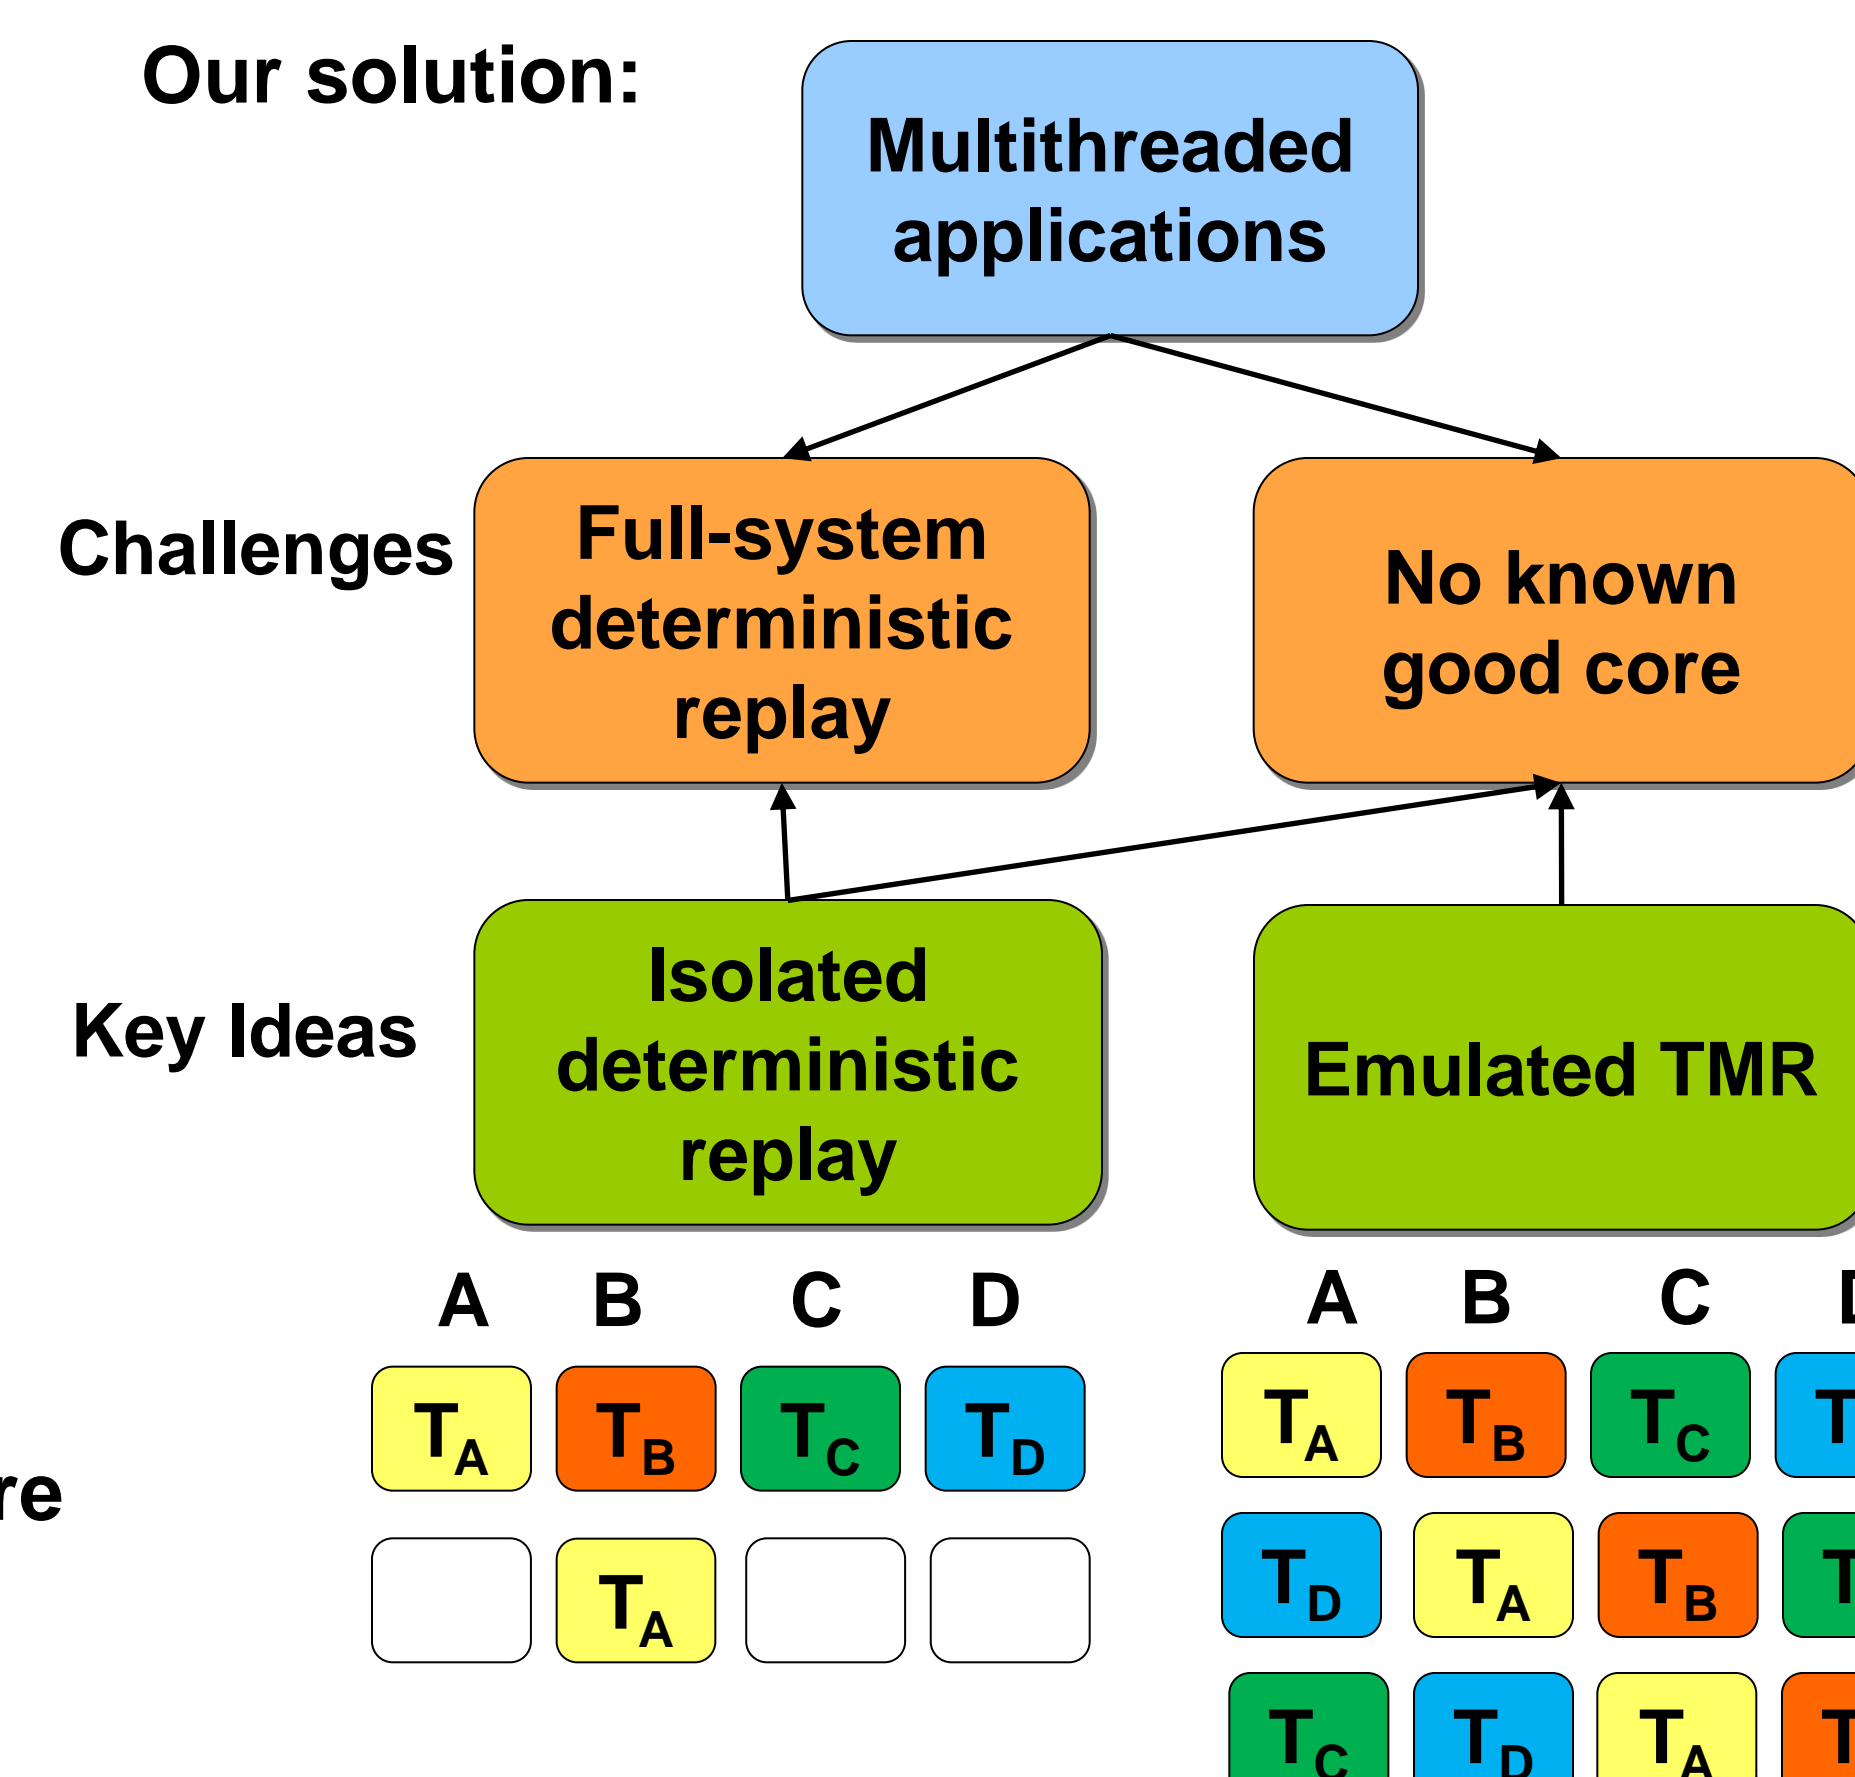 Our solution:
Multithreaded
applications
Challenges
Full-system
deterministic
replay
No known
good core
Key Ideas
Isolated
deterministic
replay
Emulated TMR
A B C D
A B C
TA TB TC TD
TA TB TC T
re
TA
TD TA TB T
TC TD TA T